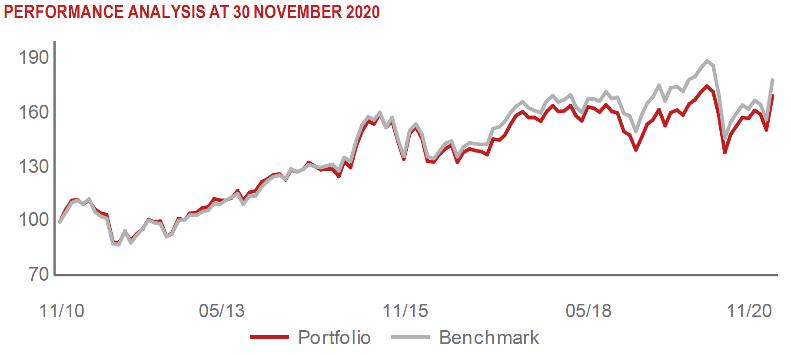 PERFORMANCE ANALYSIS AT 30 NOVEMBER 2020
190
160
130
100
70
11/10 05/13 11/15 05/18 11/20
Portfolio Benchmark